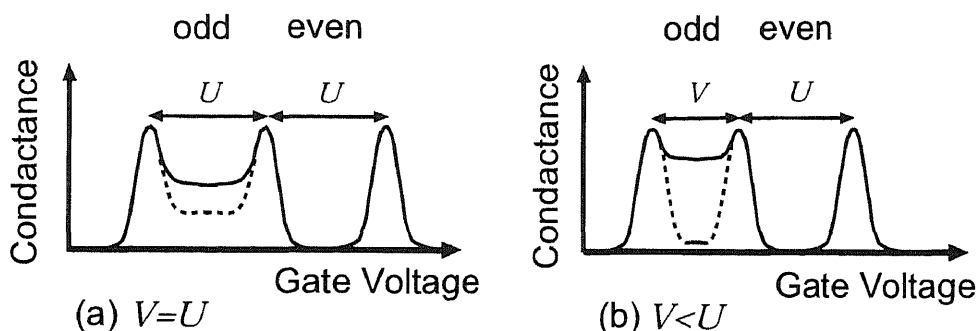 odd even
U U
Condactance
Gate Voltage
(a) V=U
odd even
V U
Condactance
Gate Voltage
(b) V<U